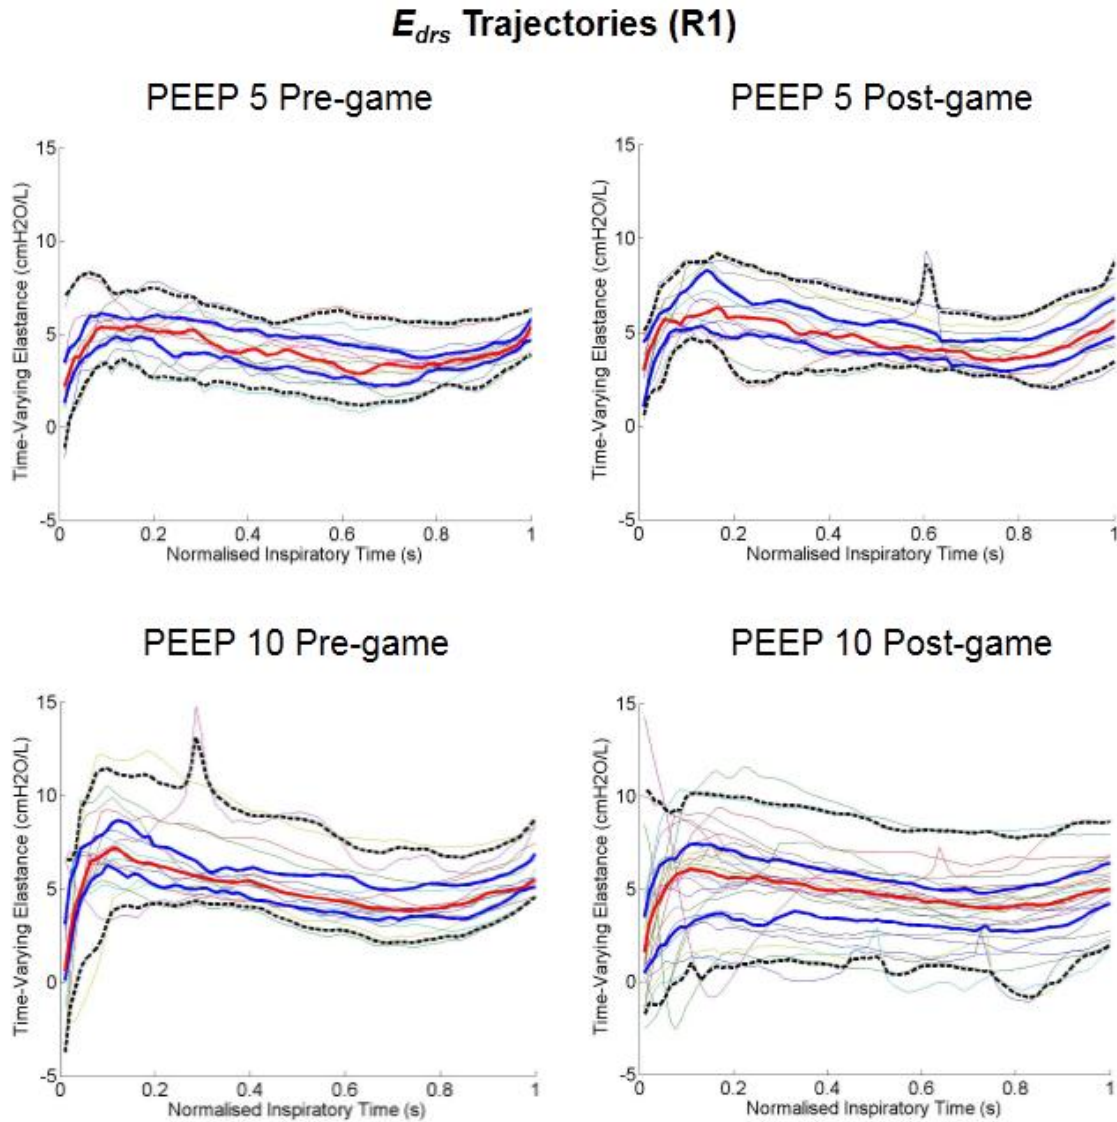 E_drs Trajectories (R1)
PEEP 5 Pre-game
PEEP 5 Post-game
Time-Varying Elastance (cmH2O/L)
15
10
5
0
-5
0 0.2 0.4 0.6 0.8 1
Normalised Inspiratory Time (s)
Time-Varying Elastance (cmH2O/L)
15
10
5
0
-5
0 0.2 0.4 0.6 0.8 1
Normalised Inspiratory Time (s)
PEEP 10 Pre-game
PEEP 10 Post-game
Time-Varying Elastance (cmH2O/L)
15
10
5
0
-5
0 0.2 0.4 0.6 0.8 1
Normalised Inspiratory Time (s)
Time-Varying Elastance (cmH2O/L)
15
10
5
0
-5
0 0.2 0.4 0.6 0.8 1
Normalised Inspiratory Time (s)